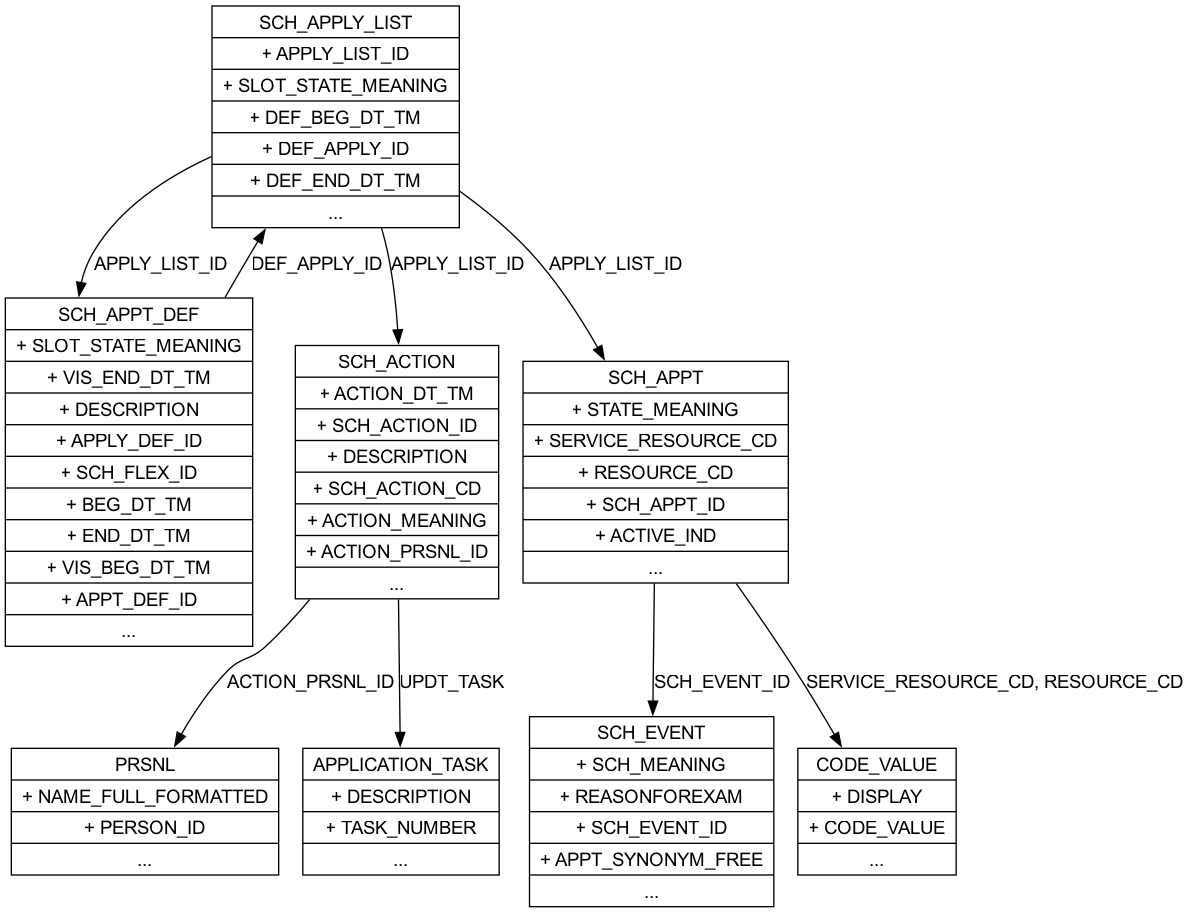 SCH_APPLY_LIST
+ APPLY_LIST_ID
+ SLOT_STATE_MEANING
+ DEF_BEG_DT_TM
+ DEF_APPLY_ID
+ DEF_END_DT_TM
...
APPLY_LIST_ID
DEF_APPLY_ID
APPLY_LIST_ID
APPLY_LIST_ID
SCH_APPT_DEF
+ SLOT_STATE_MEANING
+ VIS_END_DT_TM
+ DESCRIPTION
+ APPLY_DEF_ID
+ SCH_FLEX_ID
+ BEG_DT_TM
+ END_DT_TM
+ VIS_BEG_DT_TM
+ APPT_DEF_ID
...
SCH_ACTION
+ ACTION_DT_TM
+ SCH_ACTION_ID
+ DESCRIPTION
+ SCH_ACTION_CD
+ ACTION_MEANING
+ ACTION_PRSNL_ID
...
SCH_APPT
+ STATE_MEANING
+ SERVICE_RESOURCE_CD
+ RESOURCE_CD
+ SCH_APPT_ID
+ ACTIVE_IND
...
ACTION_PRSNL_ID
UPDT_TASK
SCH_EVENT_ID
SERVICE_RESOURCE_CD, RESOURCE_CD
PRSNL
+ NAME_FULL_FORMATTED
+ PERSON_ID
...
APPLICATION_TASK
+ DESCRIPTION
+ TASK_NUMBER
...
SCH_EVENT
+ SCH_MEANING
+ REASONFOREXAM
+ SCH_EVENT_ID
+ APPT_SYNONYM_FREE
...
CODE_VALUE
+ DISPLAY
+ CODE_VALUE
...